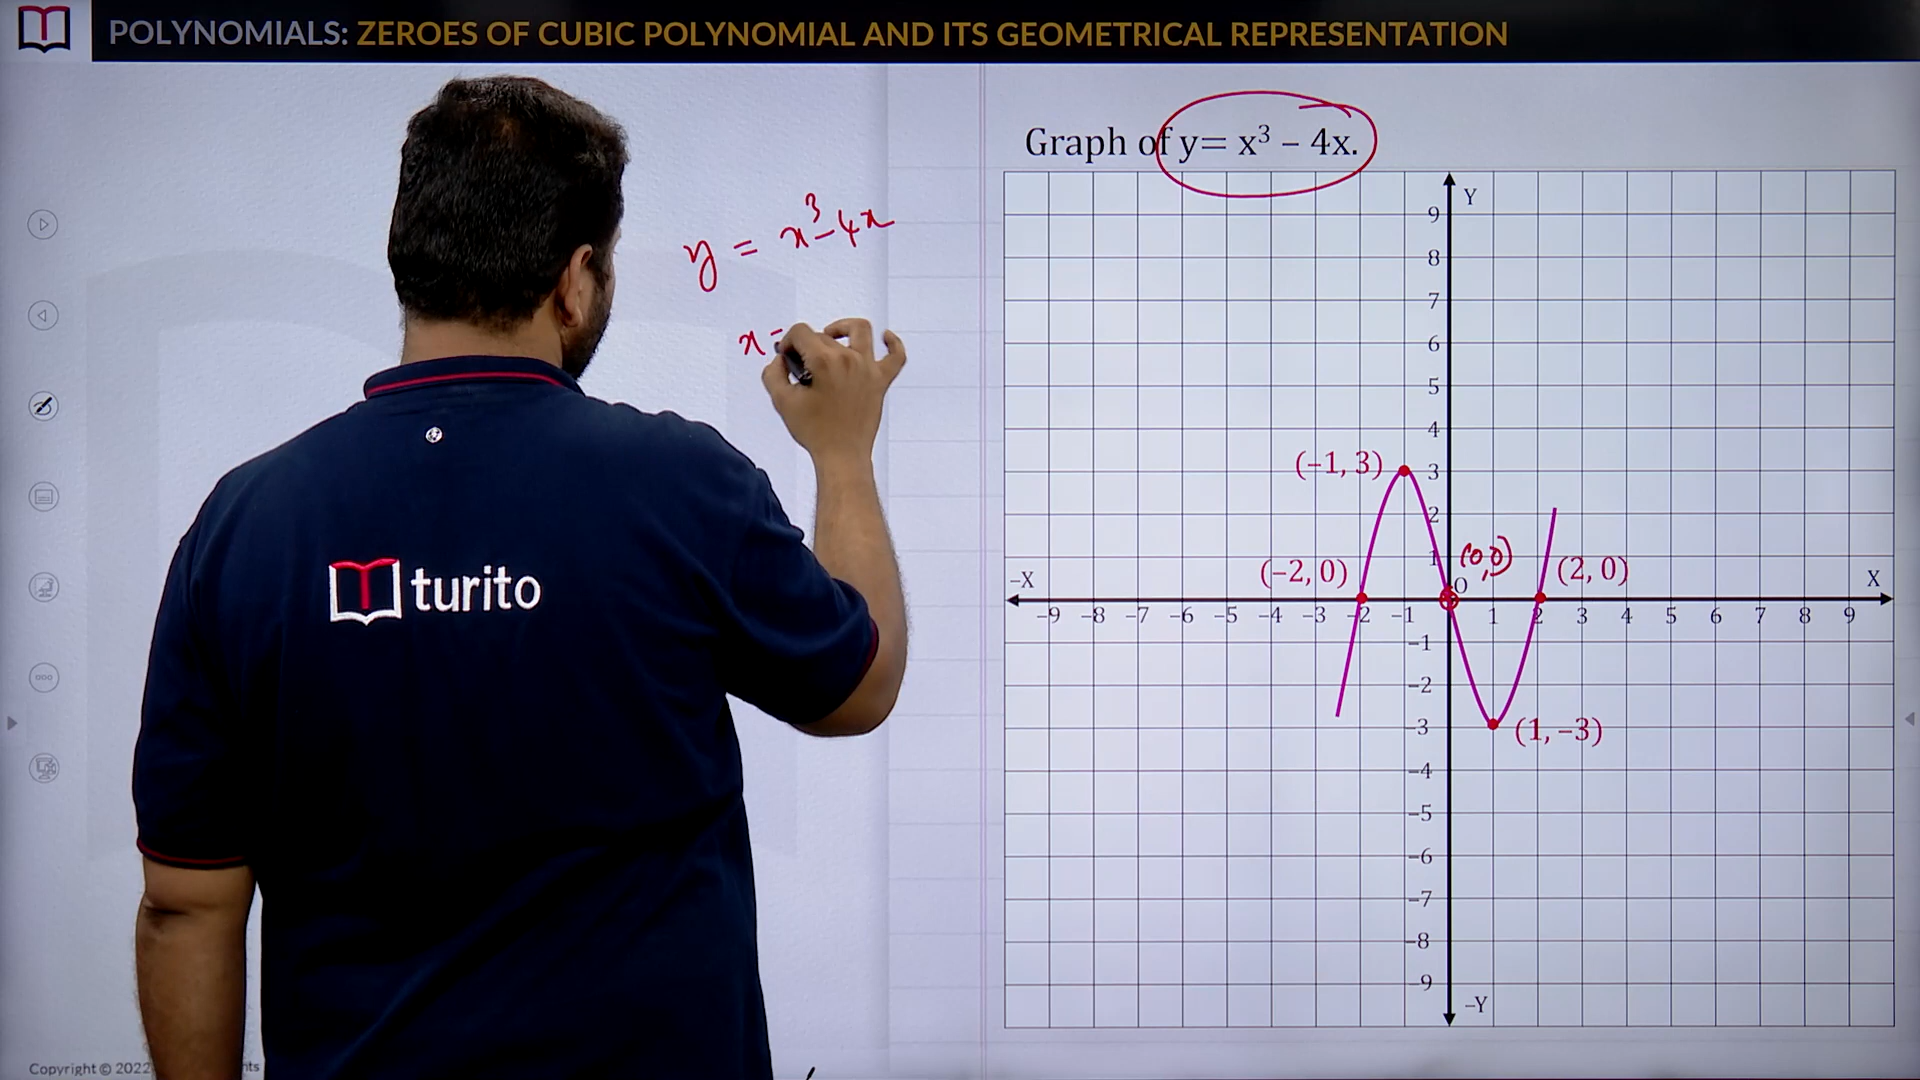 POLYNOMIALS: ZEROES OF CUBIC POLYNOMIAL AND ITS GEOMETRICAL REPRESENTATION
Graph of y= x³ – 4x.
y = x³-4x
x =
turito
Y
9
8
7
6
5
4
(–1, 3) 3
2
1 (0,0)
(–2, 0) (2, 0)
–X O X
–9 –8 –7 –6 –5 –4 –3 –2 –1 1 2 3 4 5 6 7 8 9
–1
–2
–3 (1, –3)
–4
–5
–6
–7
–8
–9
–Y
Copyright © 2022